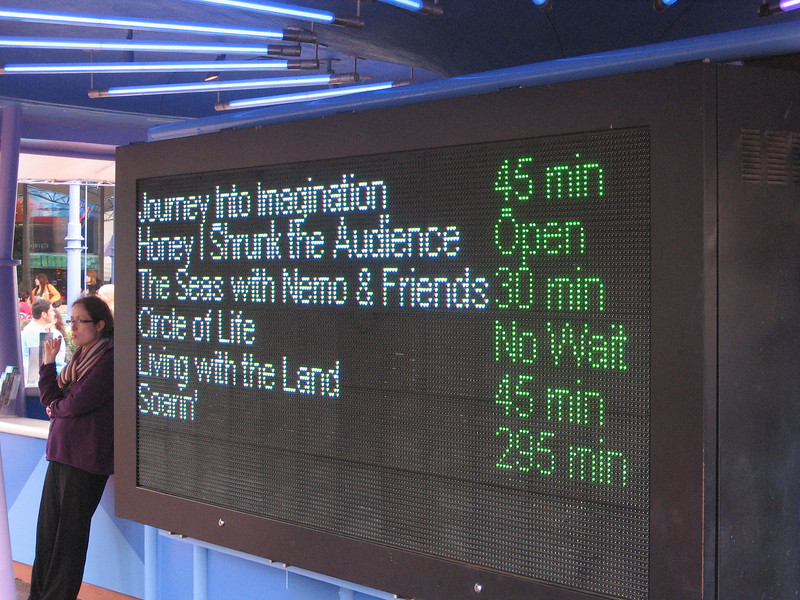 Journey Into Imagination 45 min
Honey I Shrunk the Audience Open
The Seas with Nemo & Friends 30 min
Circle of Life No Wait
Living with the Land 45 min
Soarin' 295 min